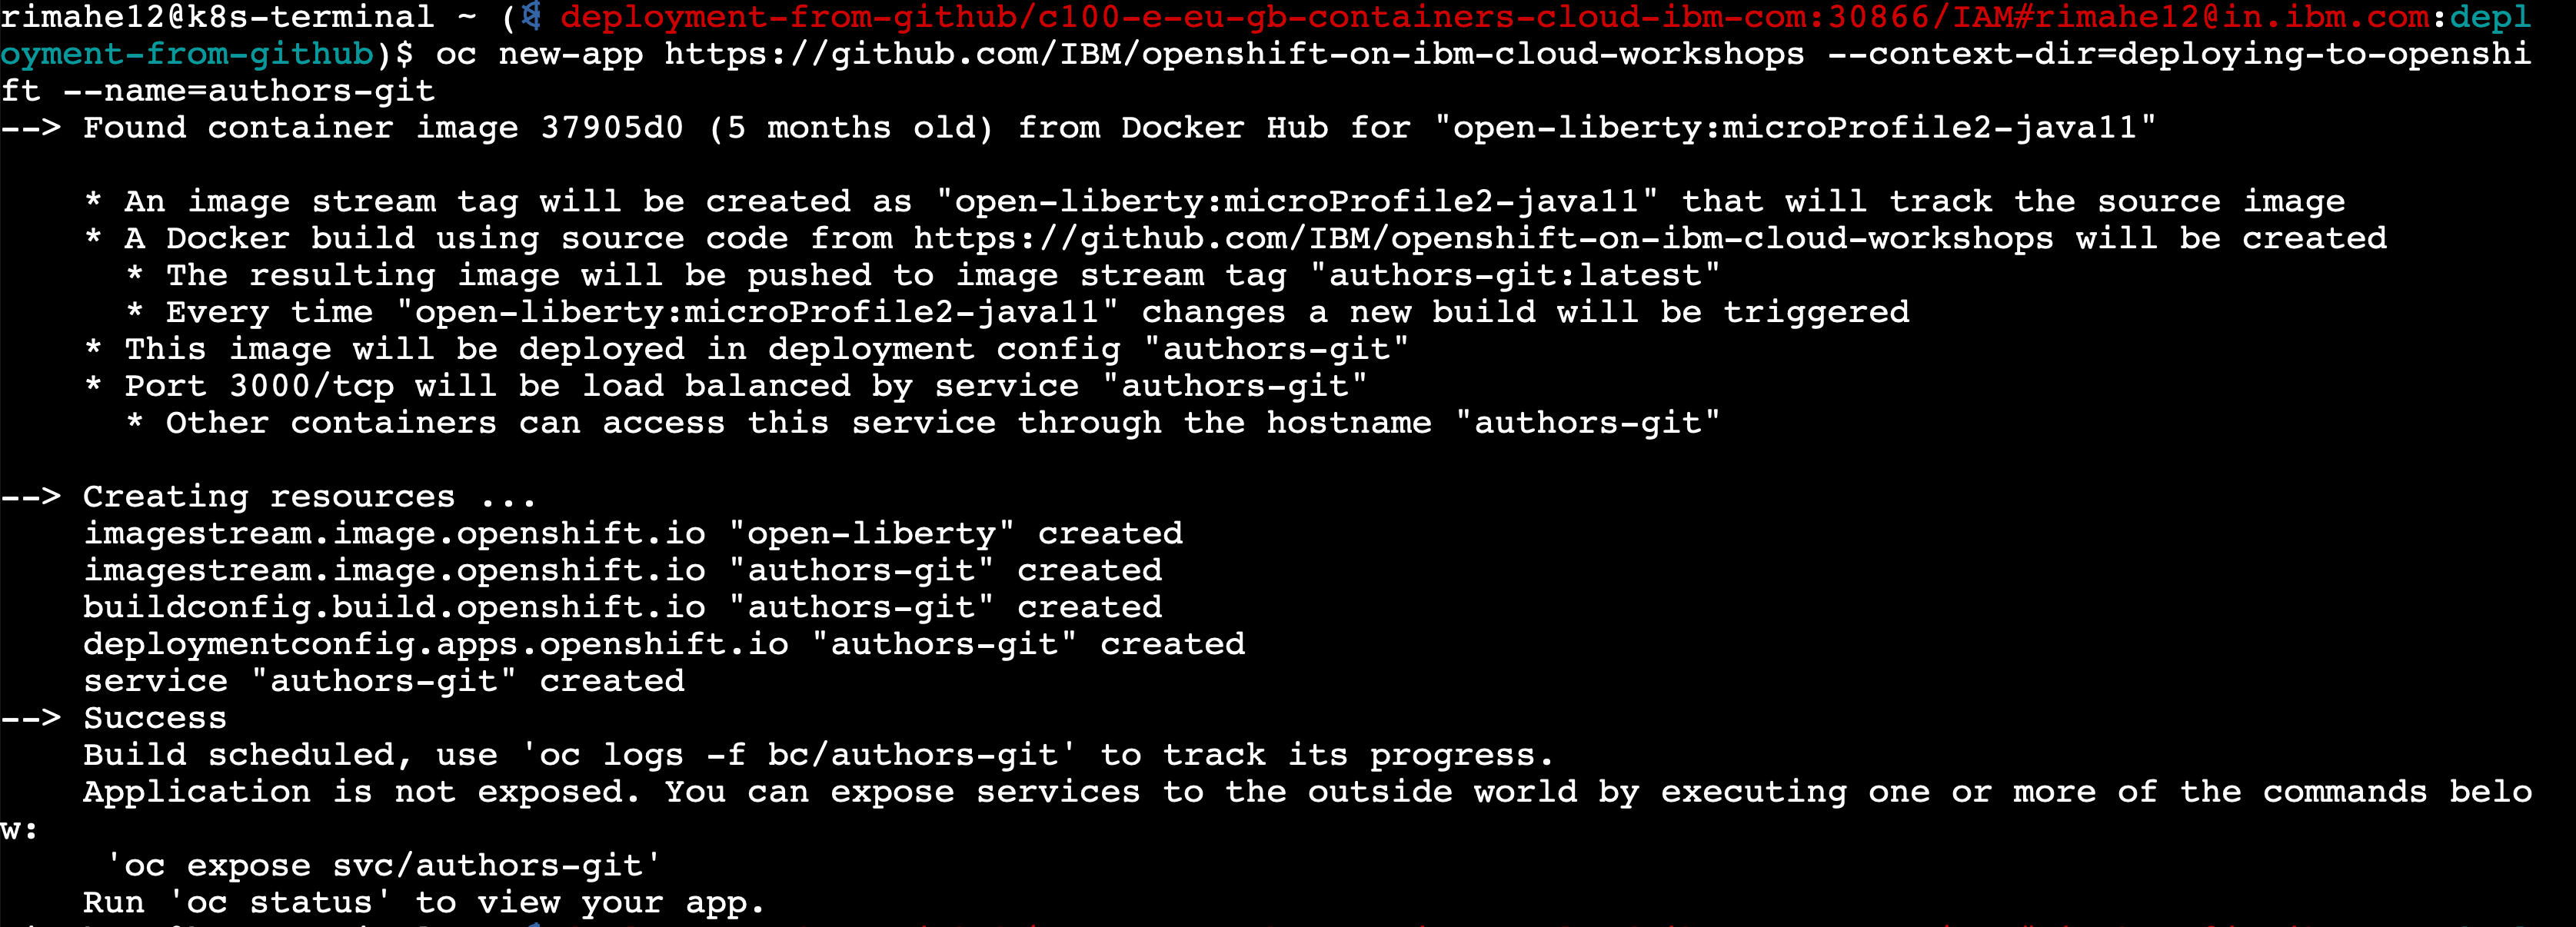 rimahe12@k8s-terminal ~ ( deployment-from-github/c100-e-eu-gb-containers-cloud-ibm-com:30866/IAM#rimahe12@in.ibm.com:depl
oyment-from-github)$ oc new-app https://github.com/IBM/openshift-on-ibm-cloud-workshops --context-dir=deploying-to-openshi
ft --name=authors-git
--> Found container image 37905d0 (5 months old) from Docker Hub for "open-liberty:microProfile2-java11"
* An image stream tag will be created as "open-liberty:microProfile2-java11" that will track the source image
* A Docker build using source code from https://github.com/IBM/openshift-on-ibm-cloud-workshops will be created
* The resulting image will be pushed to image stream tag "authors-git:latest"
* Every time "open-liberty:microProfile2-java11" changes a new build will be triggered
* This image will be deployed in deployment config "authors-git"
* Port 3000/tcp will be load balanced by service "authors-git"
* Other containers can access this service through the hostname "authors-git"
--> Creating resources ...
imagestream.image.openshift.io "open-liberty" created
imagestream.image.openshift.io "authors-git" created
buildconfig.build.openshift.io "authors-git" created
deploymentconfig.apps.openshift.io "authors-git" created
service "authors-git" created
--> Success
Build scheduled, use 'oc logs -f bc/authors-git' to track its progress.
Application is not exposed. You can expose services to the outside world by executing one or more of the commands belo
w:
'oc expose svc/authors-git'
Run 'oc status' to view your app.